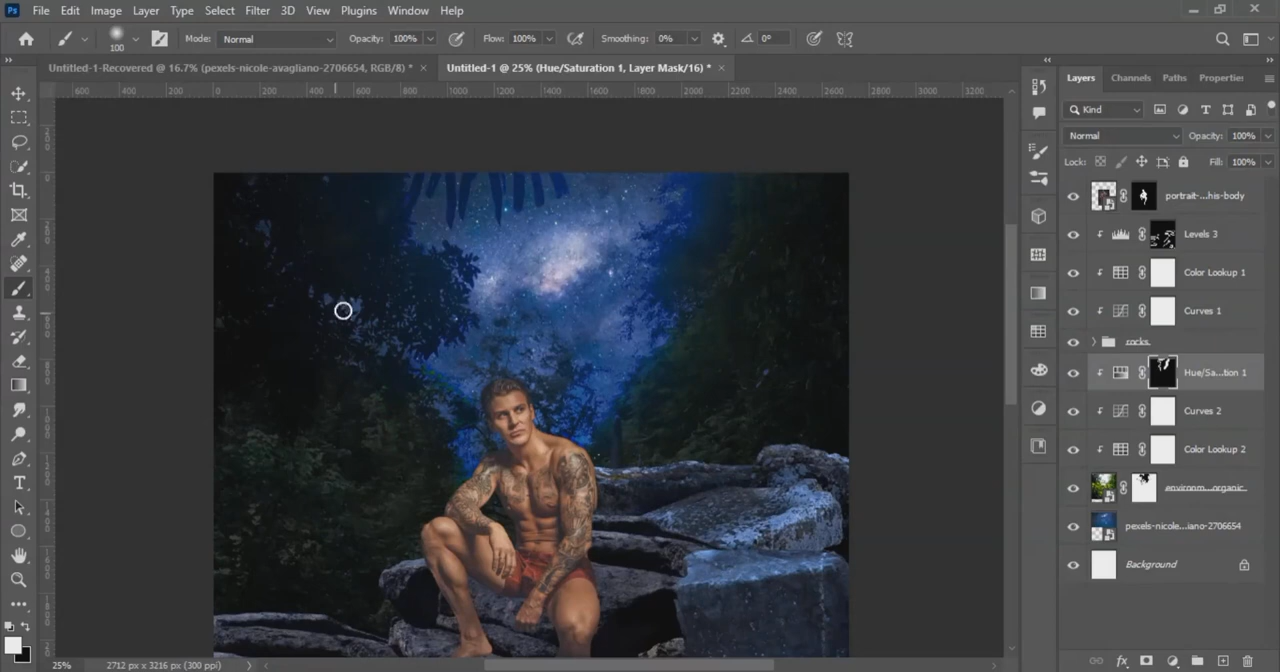 Ps File Edit Image Layer Type Select Filter 3D View Plugins Window Help
100 Mode: Normal Opacity: 100% Flow: 100% Smoothing: 0% 0°
Untitled-1-Recovered @ 16.7% (pexels-nicole-avagliano-2706654, RGB/8) * × Untitled-1 @ 25% (Hue/Saturation 1, Layer Mask/16) * ×
600 400 200 0 200 400 600 800 1000 1200 1400 1600 1800 2000 2200 2400 2600 2800 3000 3200
Layers Channels Paths Properties
Kind
Normal Opacity: 100%
Lock: Fill: 100%
portrait-...his-body
Levels 3
Color Lookup 1
Curves 1
rocks
Hue/Sa...tion 1
Curves 2
Color Lookup 2
environm...organic
pexels-nicole...iano-2706654
Background
25% 2712 px x 3216 px (300 ppi)